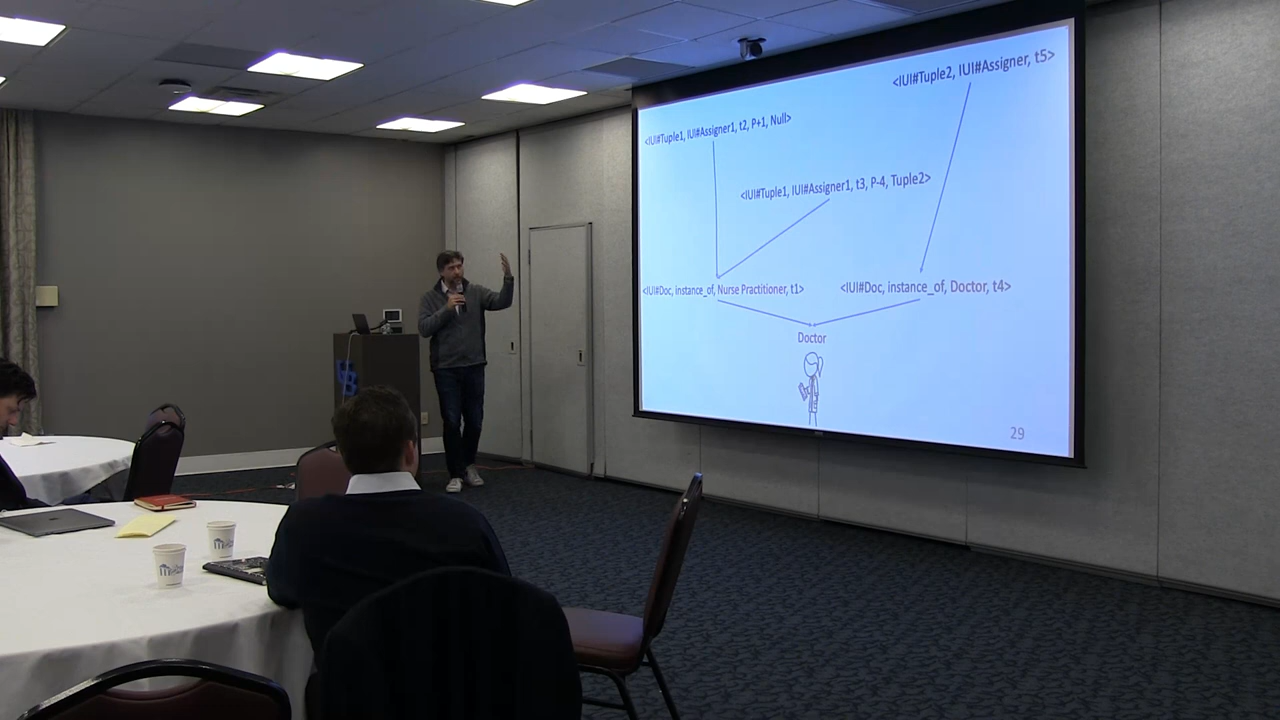 <IUI#Tuple2, IUI#Assigner, t5>
<IUI#Tuple1, IUI#Assigner1, t2, P+1, Null>
<IUI#Tuple1, IUI#Assigner1, t3, P-4, Tuple2>
<IUI#Doc, instance_of, Nurse Practitioner, t1>
<IUI#Doc, instance_of, Doctor, t4>
Doctor
29